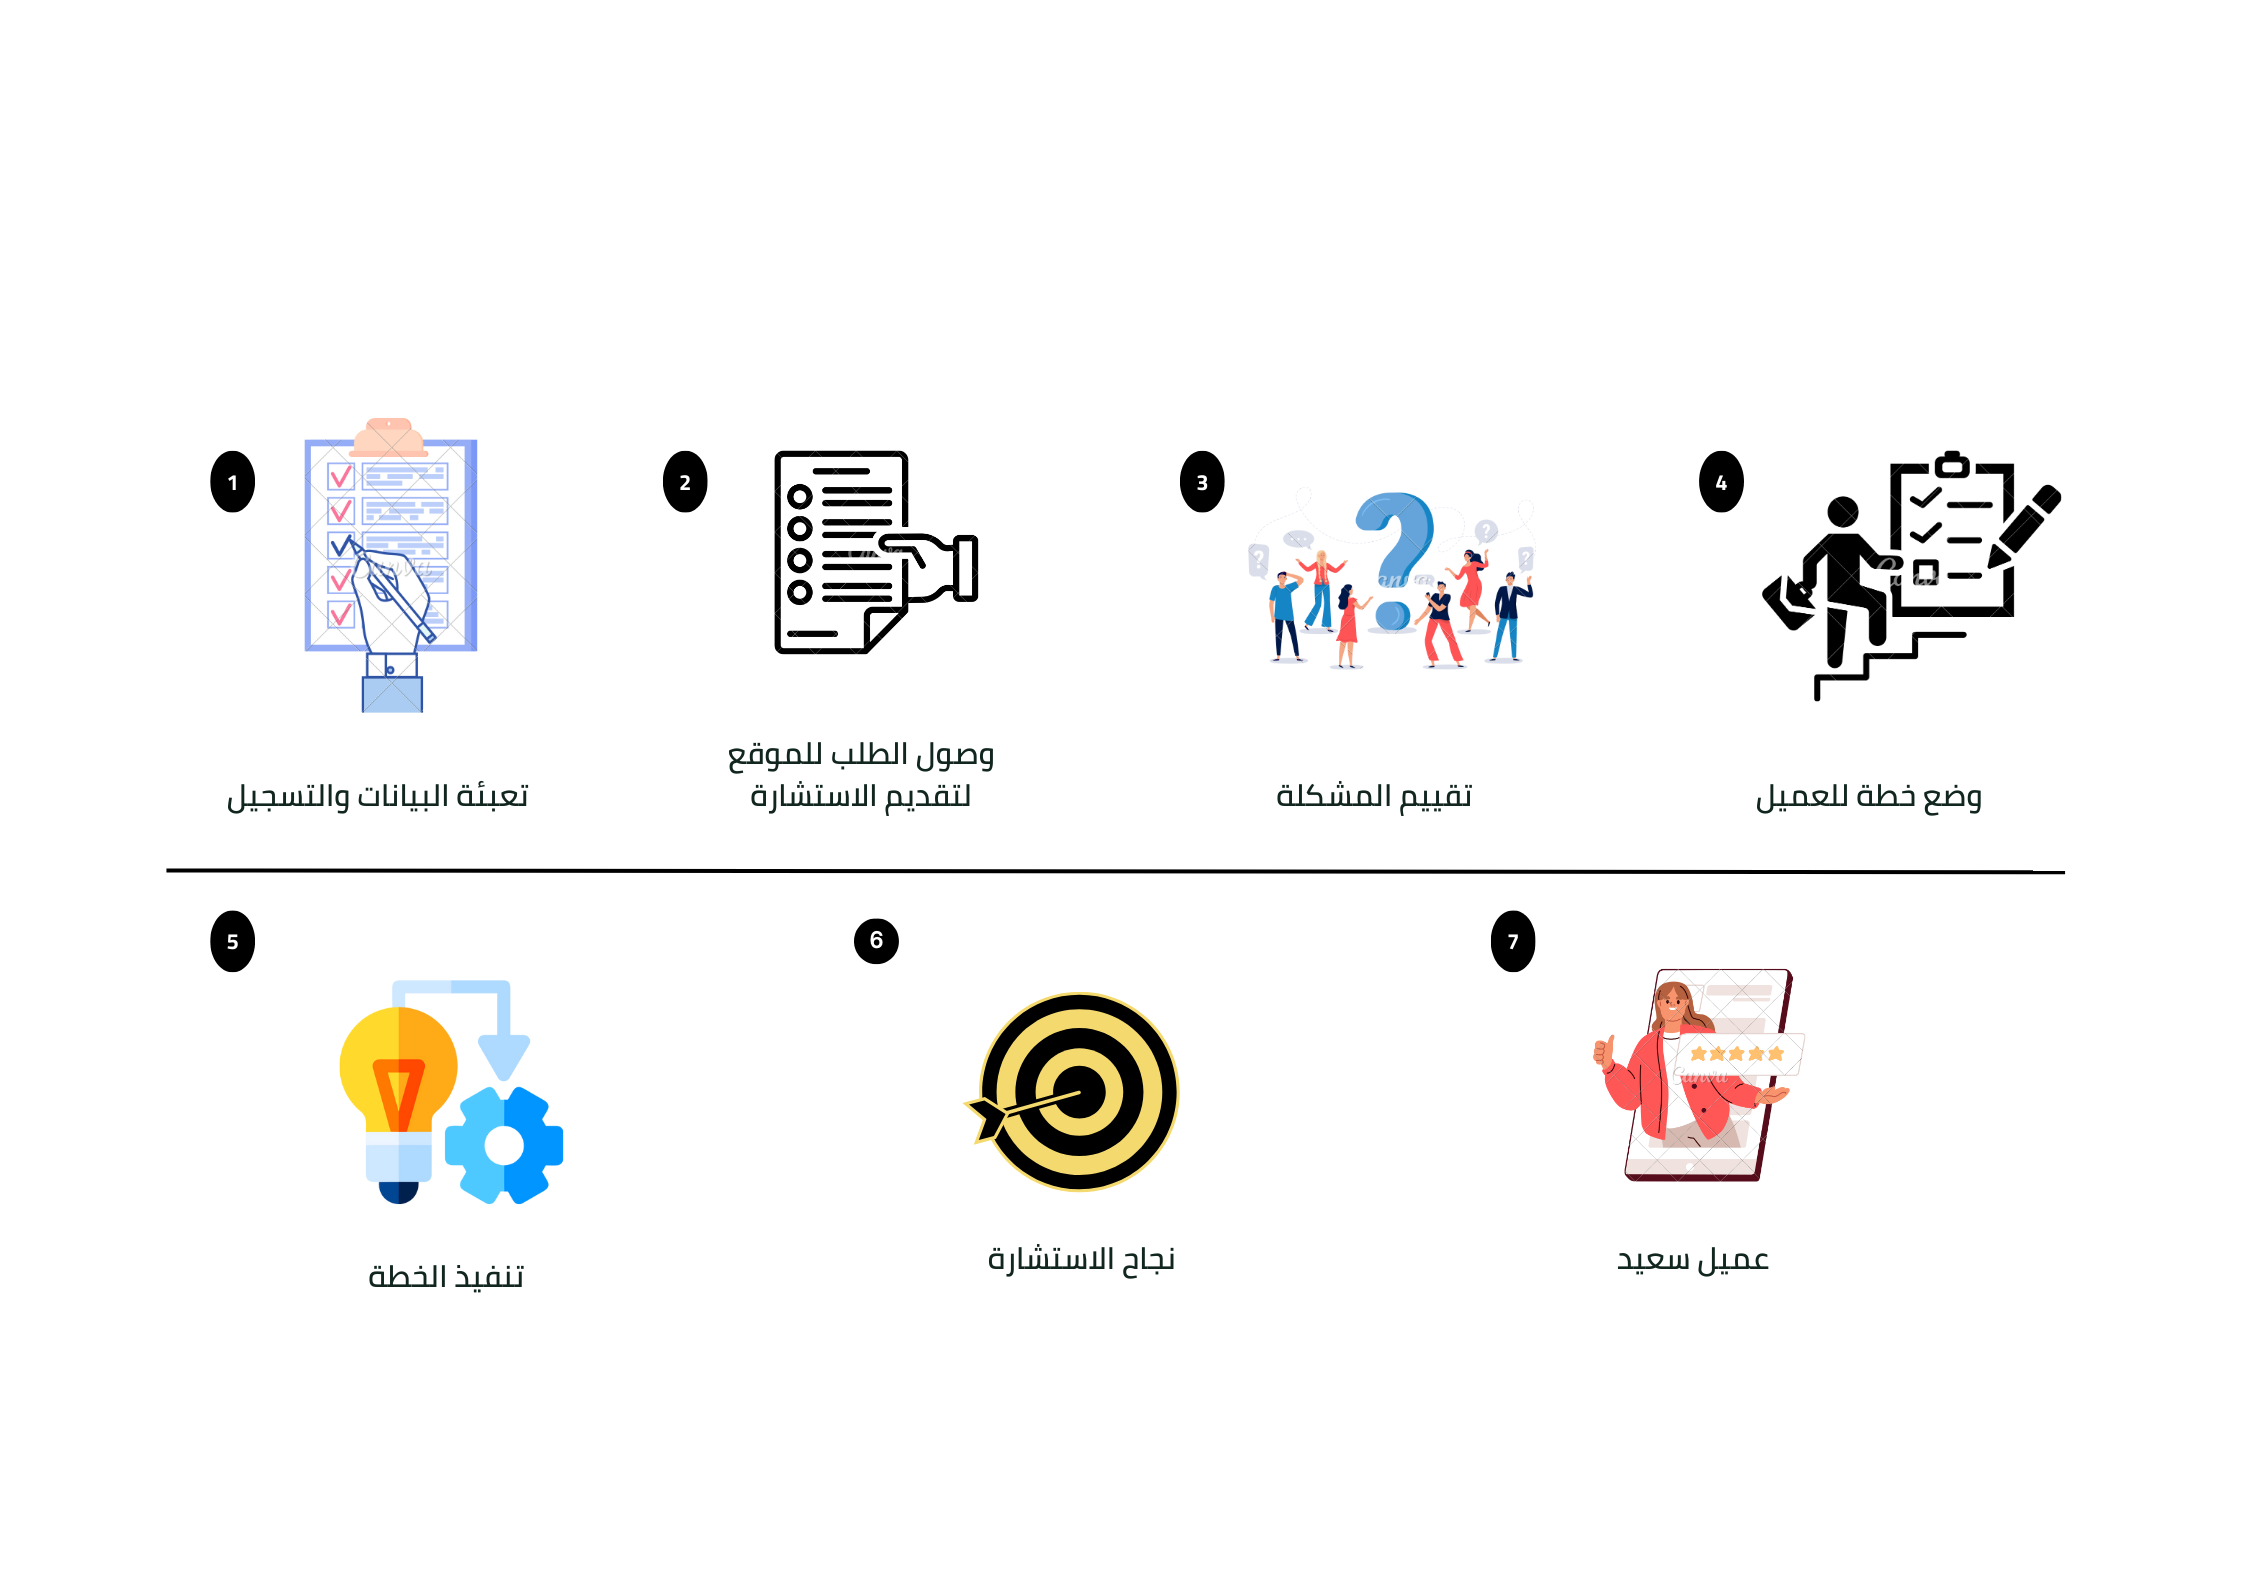 1
2
3
4
تعبئة البيانات والتسجيل
وصول الطلب للموقع
لتقديم الاستشارة
تقييم المشكلة
وضع خطة للعميل
5
6
7
تنفيذ الخطة
نجاح الاستشارة
عميل سعيد